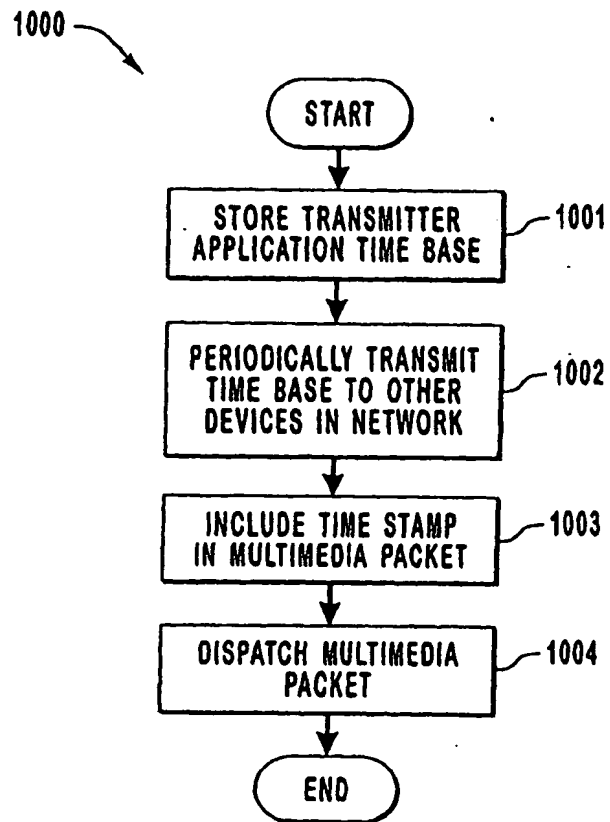 1000
START
STORE TRANSMITTER
APPLICATION TIME BASE
1001
PERIODICALLY TRANSMIT
TIME BASE TO OTHER
DEVICES IN NETWORK
1002
INCLUDE TIME STAMP
IN MULTIMEDIA PACKET
1003
DISPATCH MULTIMEDIA
PACKET
1004
END